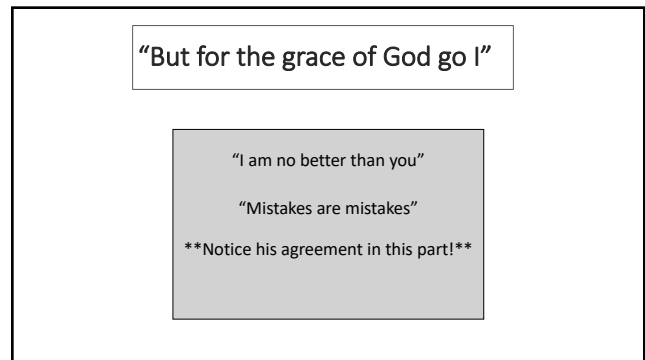 “But for the grace of God go I”
“I am no better than you”
“Mistakes are mistakes”
**Notice his agreement in this part!**